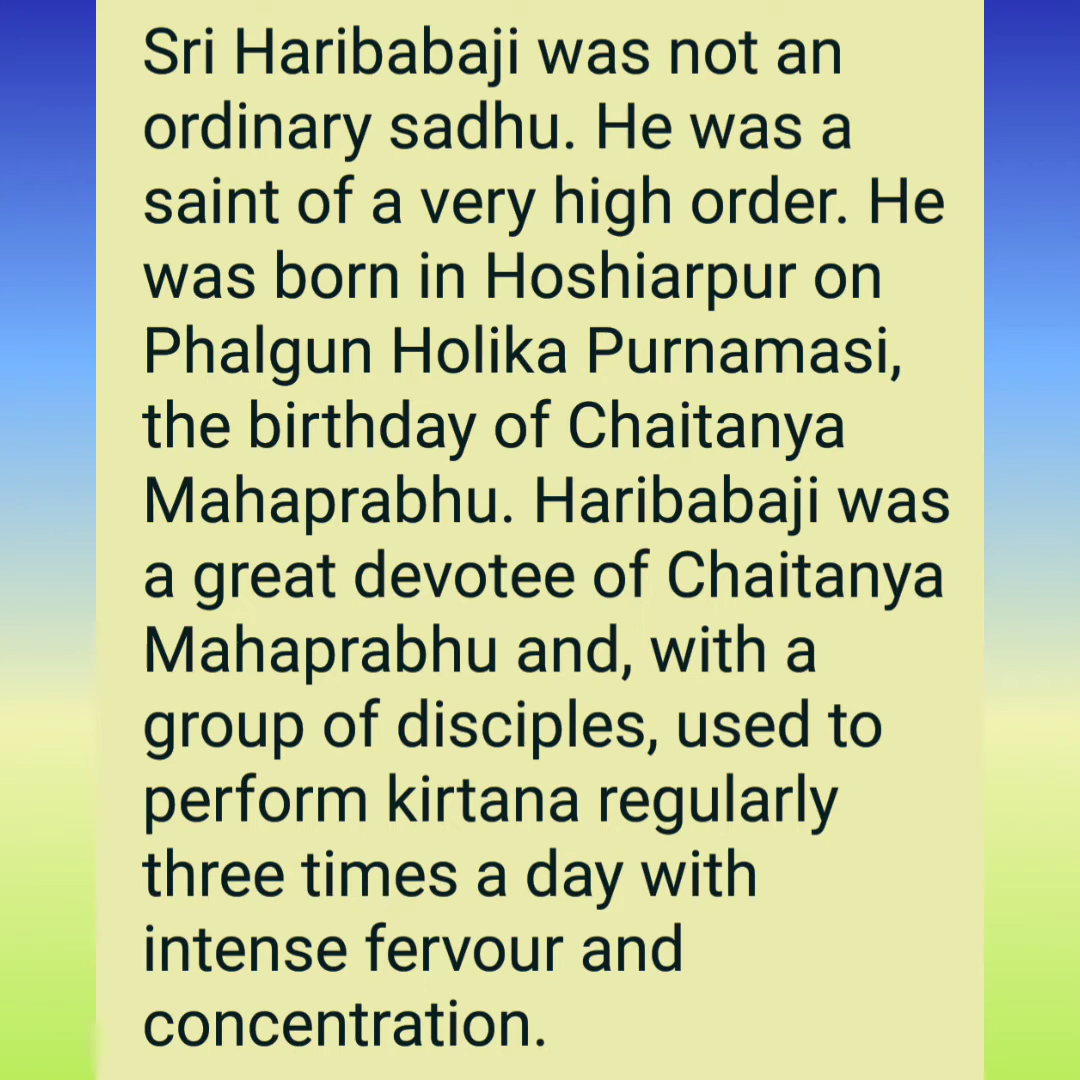 Sri Haribabaji was not an
ordinary sadhu. He was a
saint of a very high order. He
was born in Hoshiarpur on
Phalgun Holika Purnamasi,
the birthday of Chaitanya
Mahaprabhu. Haribabaji was
a great devotee of Chaitanya
Mahaprabhu and, with a
group of disciples, used to
perform kirtana regularly
three times a day with
intense fervour and
concentration.